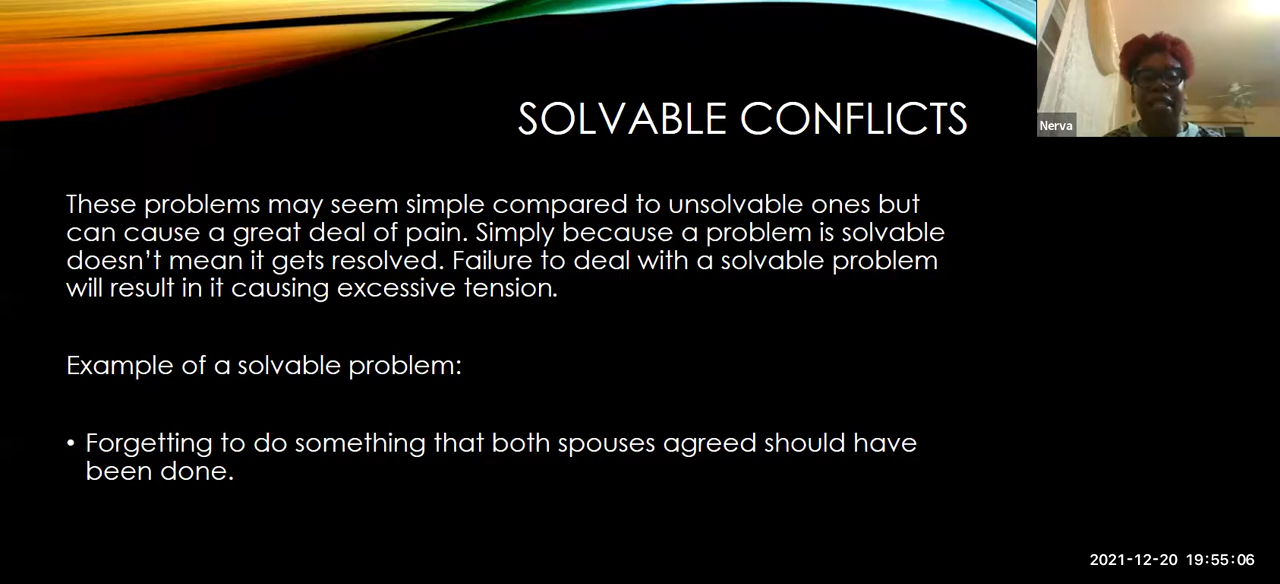 SOLVABLE CONFLICTS
Nerva
These problems may seem simple compared to unsolvable ones but
can cause a great deal of pain. Simply because a problem is solvable
doesn’t mean it gets resolved. Failure to deal with a solvable problem
will result in it causing excessive tension.
Example of a solvable problem:
• Forgetting to do something that both spouses agreed should have
been done.
2021-12-20 19:55:06